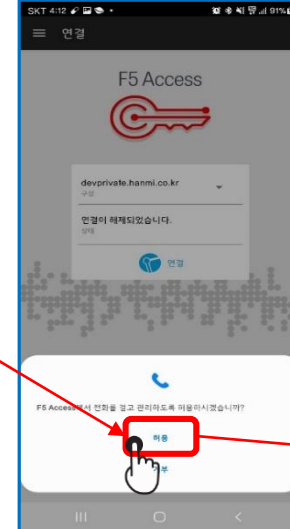 SKT 4:12
91%
연결
F5 Access
devprivate.hanmi.co.kr
구성
연결이 해제되었습니다.
상태
연결
F5 Access에서 전화를 걸고 관리하도록 허용하시겠습니까?
허용
부